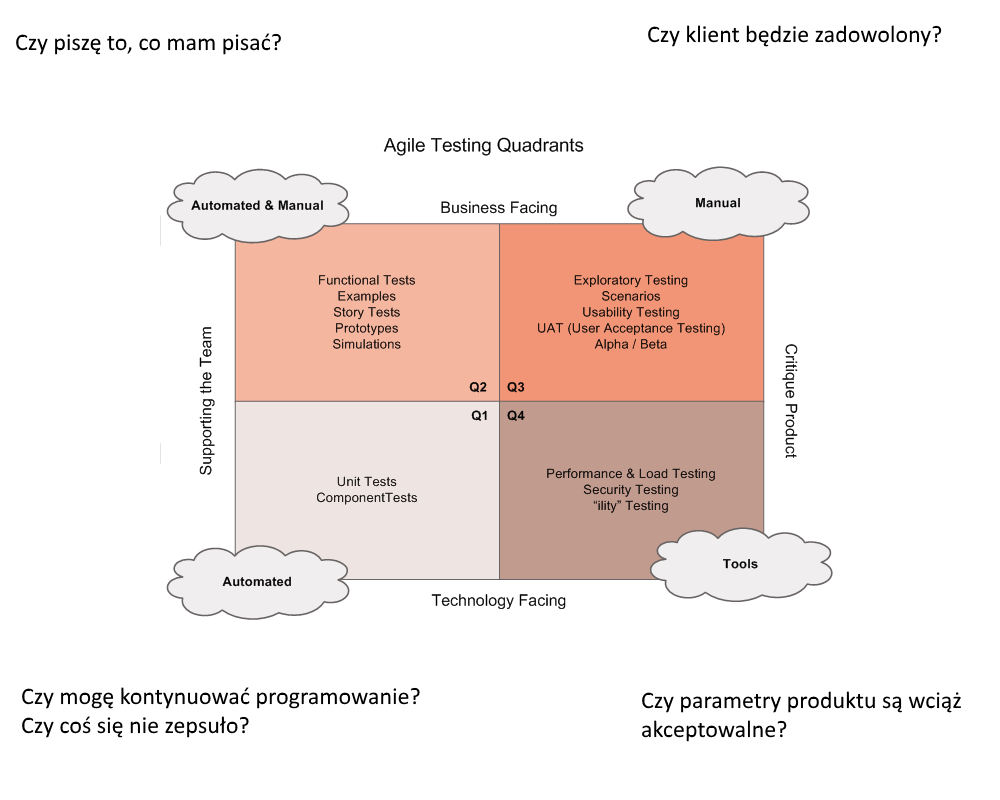 Czy piszę to, co mam pisać?
Czy klient będzie zadowolony?
Agile Testing Quadrants
Automated & Manual
Business Facing
Manual
Functional Tests
Examples
Story Tests
Prototypes
Simulations
Exploratory Testing
Scenarios
Usability Testing
UAT (User Acceptance Testing)
Alpha / Beta
Supporting the Team
Critique Product
Q2
Q3
Q1
Q4
Unit Tests
ComponentTests
Performance & Load Testing
Security Testing
“ility” Testing
Automated
Tools
Technology Facing
Czy mogę kontynuować programowanie?
Czy coś się nie zepsuło?
Czy parametry produktu są wciąż
akceptowalne?